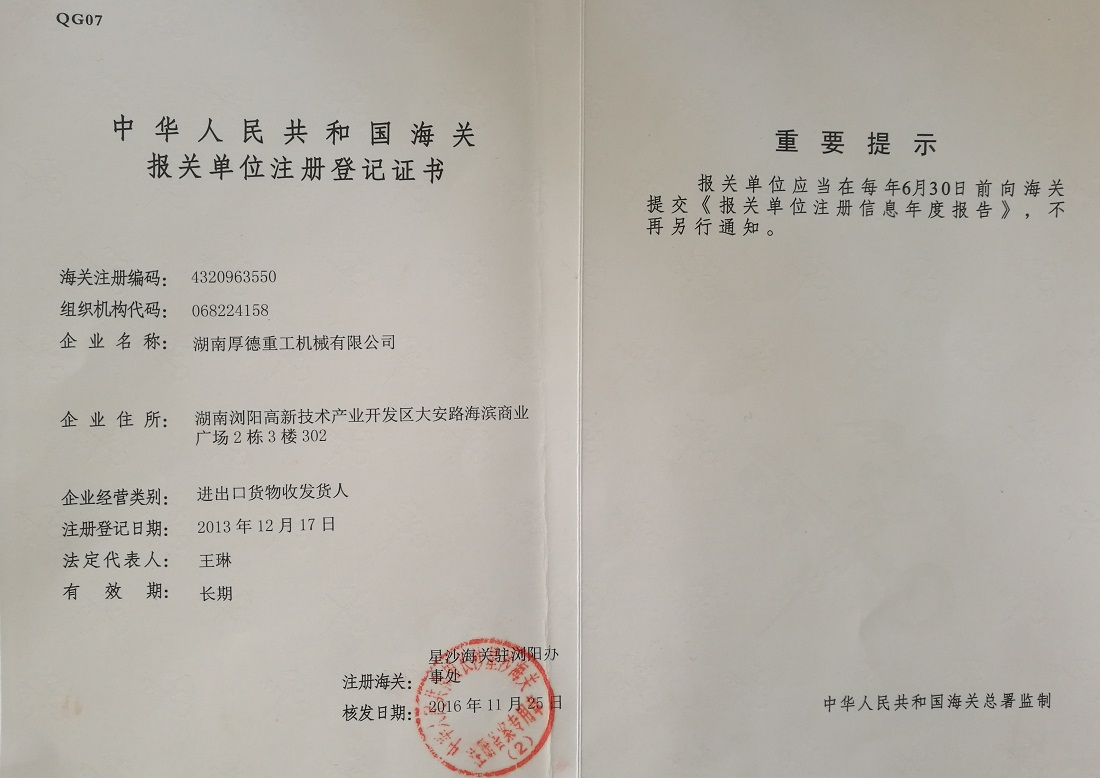 QG07
中华人民共和国海关
报关单位注册登记证书
海关注册编码： 4320963550
组织机构代码： 068224158
企业名称： 湖南厚德重工机械有限公司
企业住所： 湖南浏阳高新技术产业开发区大安路海滨商业
广场2栋3楼302
企业经营类别： 进出口货物收发货人
注册登记日期： 2013年12月17日
法定代表人： 王琳
有效期： 长期
星沙海关驻浏阳办
注册海关： 事处
核发日期： 2016年11月25日
注册备案专用章
(2)
重要提示
报关单位应当在每年6月30日前向海关
提交《报关单位注册信息年度报告》，不
再另行通知。
中华人民共和国海关总署监制